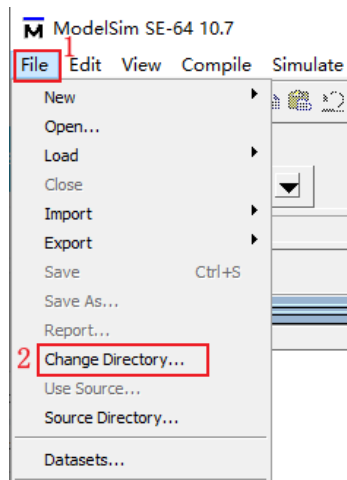 ModelSim SE-64 10.7
1
File Edit View Compile Simulate
New
Open...
Load
Close
Import
Export
Save Ctrl+S
Save As...
Report...
2 Change Directory...
Use Source...
Source Directory...
Datasets...